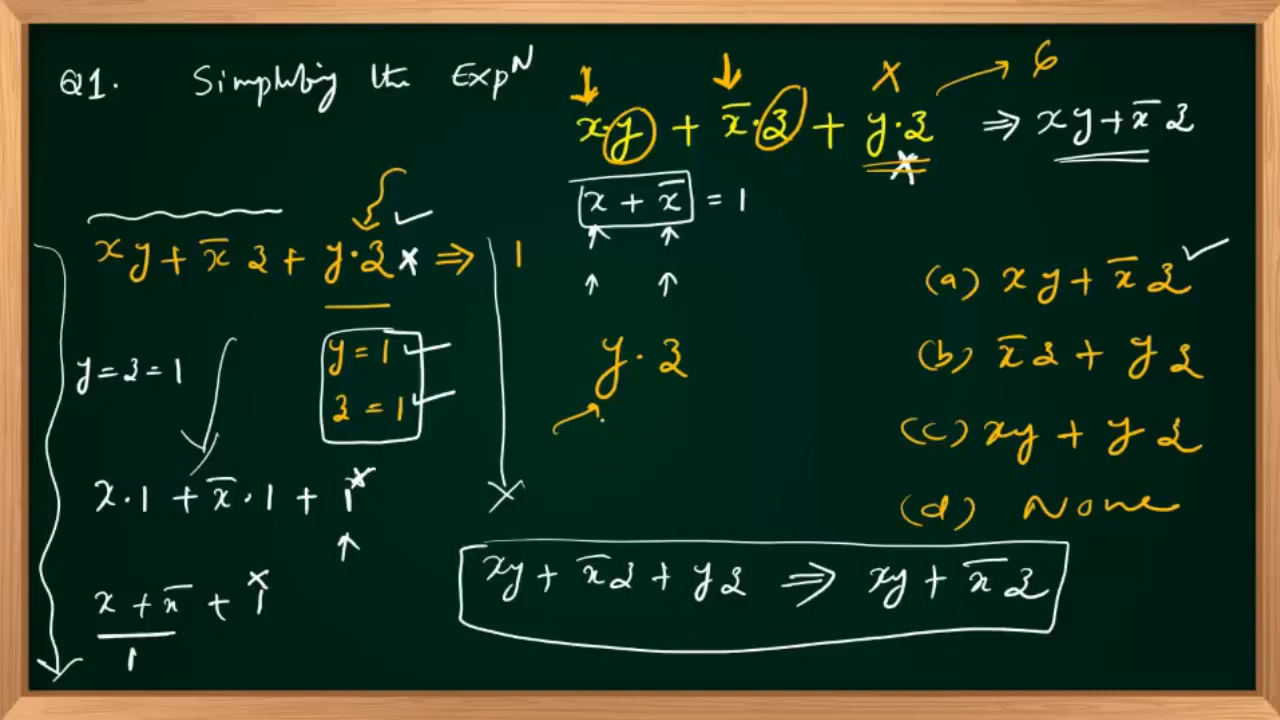 Q1. Simplifying the Expᴺ xy + x̄·z + y·z ⇒ xy + x̄z
x + x̄ = 1
xy + x̄z + y·z ⇒ 1
y = z = 1
y = 1
z = 1
y·z
x·1 + x̄·1 + 1
x + x̄ + 1
1
(a) xy + x̄z
(b) x̄z + yz
(c) xy + yz
(d) None
xy + x̄z + yz ⇒ xy + x̄z